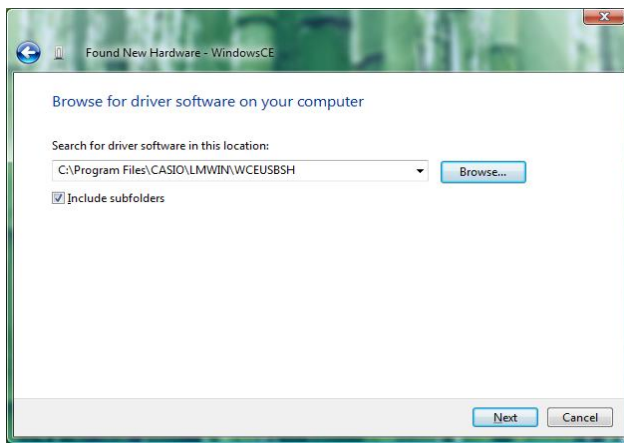 Found New Hardware - WindowsCE
Browse for driver software on your computer
Search for driver software in this location:
C:\Program Files\CASIO\LMWIN\WCEUSBSH
Browse...
Include subfolders
Next
Cancel